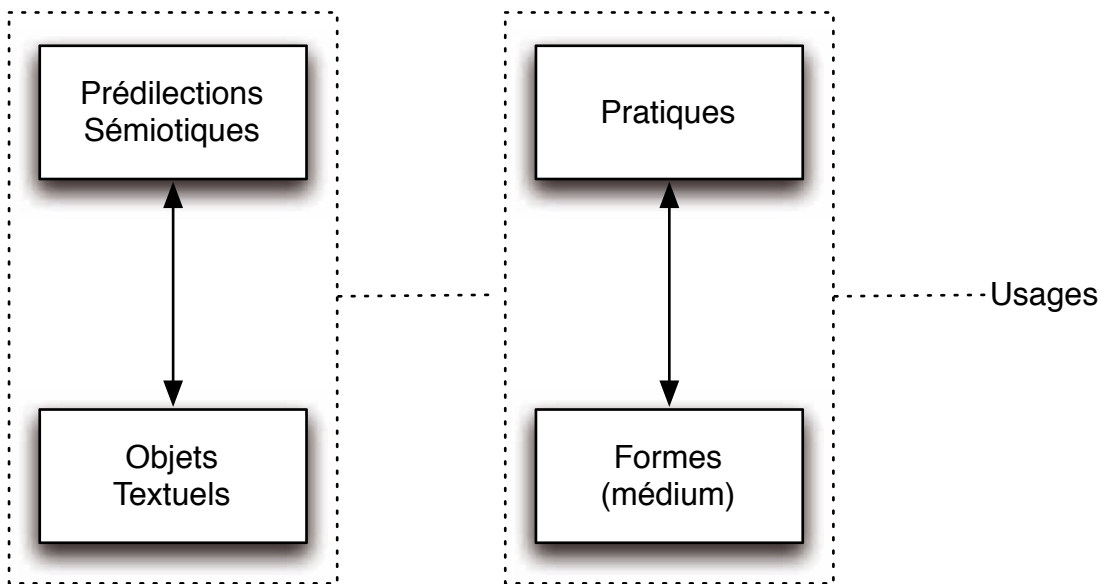 Prédilections
Sémiotiques
Pratiques
Usages
Objets
Textuels
Formes
(médium)